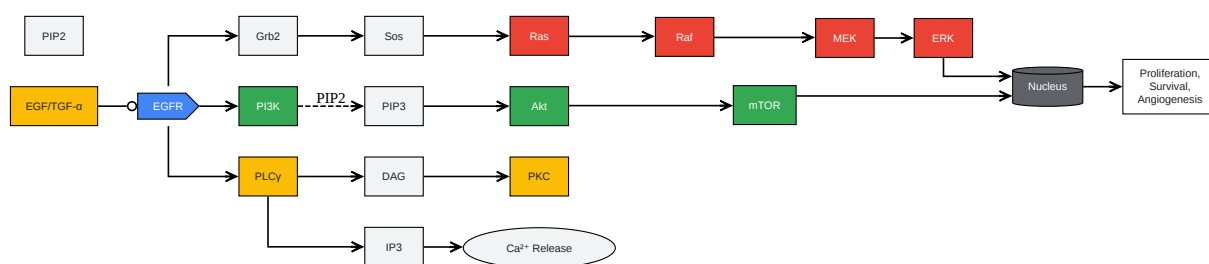 PIP2
Grb2
Sos
Ras
Raf
MEK
ERK
EGF/TGF-α
EGFR
PI3K
PIP2
PIP3
Akt
mTOR
Nucleus
Proliferation,
Survival,
Angiogenesis
PLCγ
DAG
PKC
IP3
Ca²⁺ Release